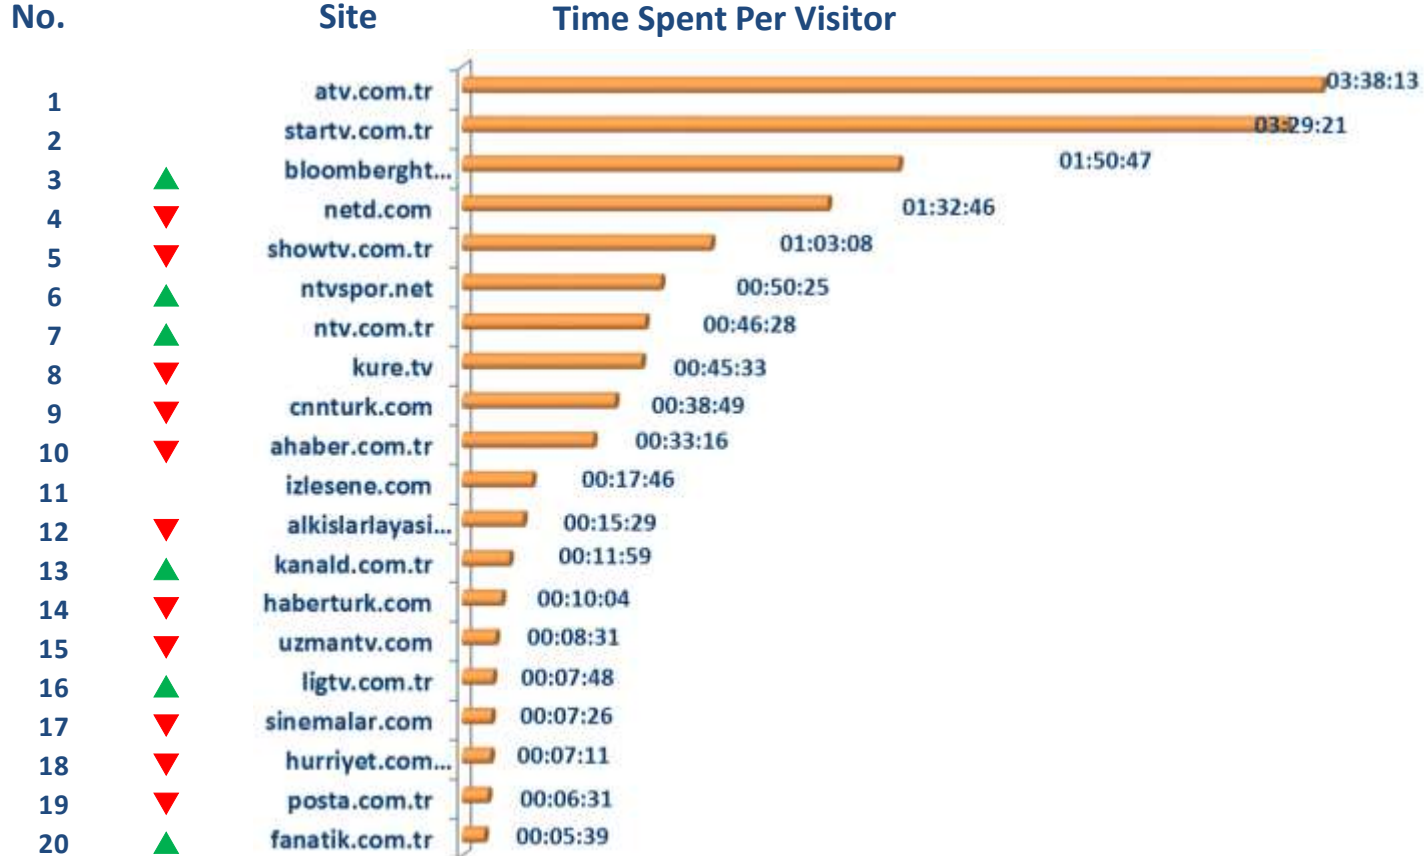 No. Site Time Spent Per Visitor
1 atv.com.tr 03:38:13
2 startv.com.tr 03:29:21
3 bloomberght... 01:50:47
4 netd.com 01:32:46
5 showtv.com.tr 01:03:08
6 ntvspor.net 00:50:25
7 ntv.com.tr 00:46:28
8 kure.tv 00:45:33
9 cnnturk.com 00:38:49
10 ahaber.com.tr 00:33:16
11 izlesene.com 00:17:46
12 alkislarlayasi... 00:15:29
13 kanald.com.tr 00:11:59
14 haberturk.com 00:10:04
15 uzmantv.com 00:08:31
16 ligtv.com.tr 00:07:48
17 sinemalar.com 00:07:26
18 hurriyet.com... 00:07:11
19 posta.com.tr 00:06:31
20 fanatik.com.tr 00:05:39